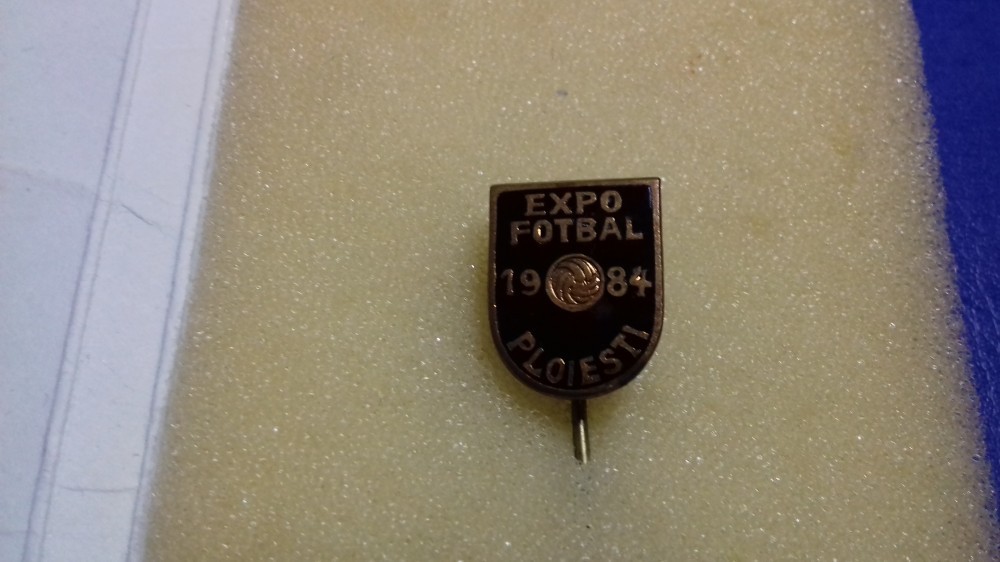 EXPO
FOTBAL
1984
PLOIESTI